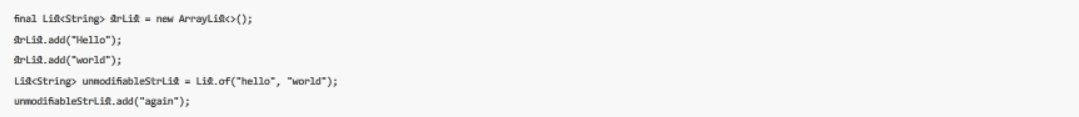 final List<String> strList = new ArrayList<>();
strList.add("Hello");
strList.add("world");
List<String> unmodifiableStrList = List.of("hello", "world");
unmodifiableStrList.add("again");